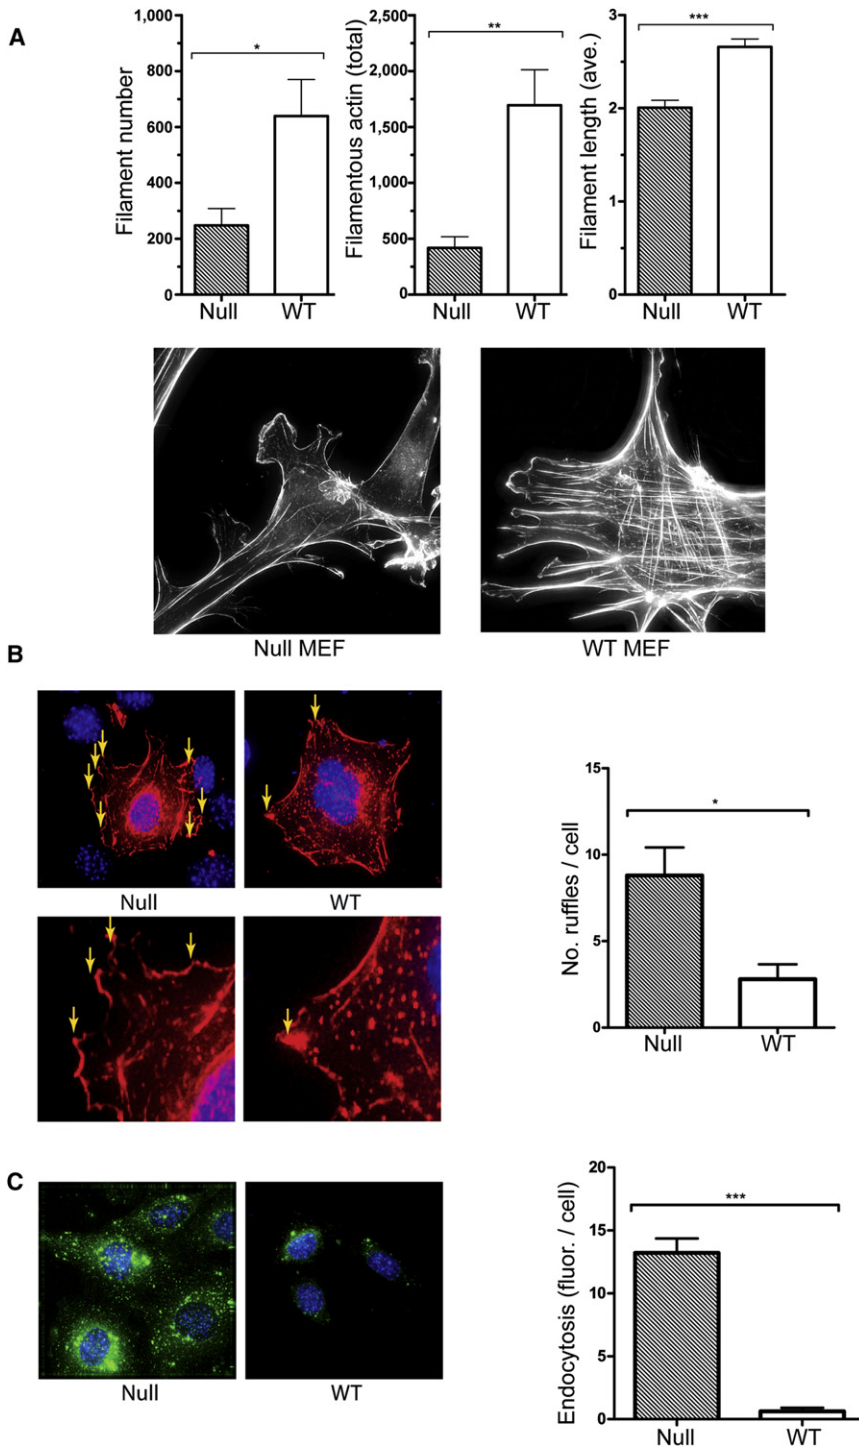 A
Filament number
1,000
800
600
400
200
0
*
Null WT
Filamentous actin (total)
2,500
2,000
1,500
1,000
500
0
**
Null WT
Filament length (ave.)
3
2
1
0
***
Null WT
Null MEF
WT MEF
B
Null
WT
No. ruffles / cell
15
10
5
0
*
Null WT
C
Null
WT
Endocytosis (fluor. / cell)
20
15
10
5
0
***
Null WT